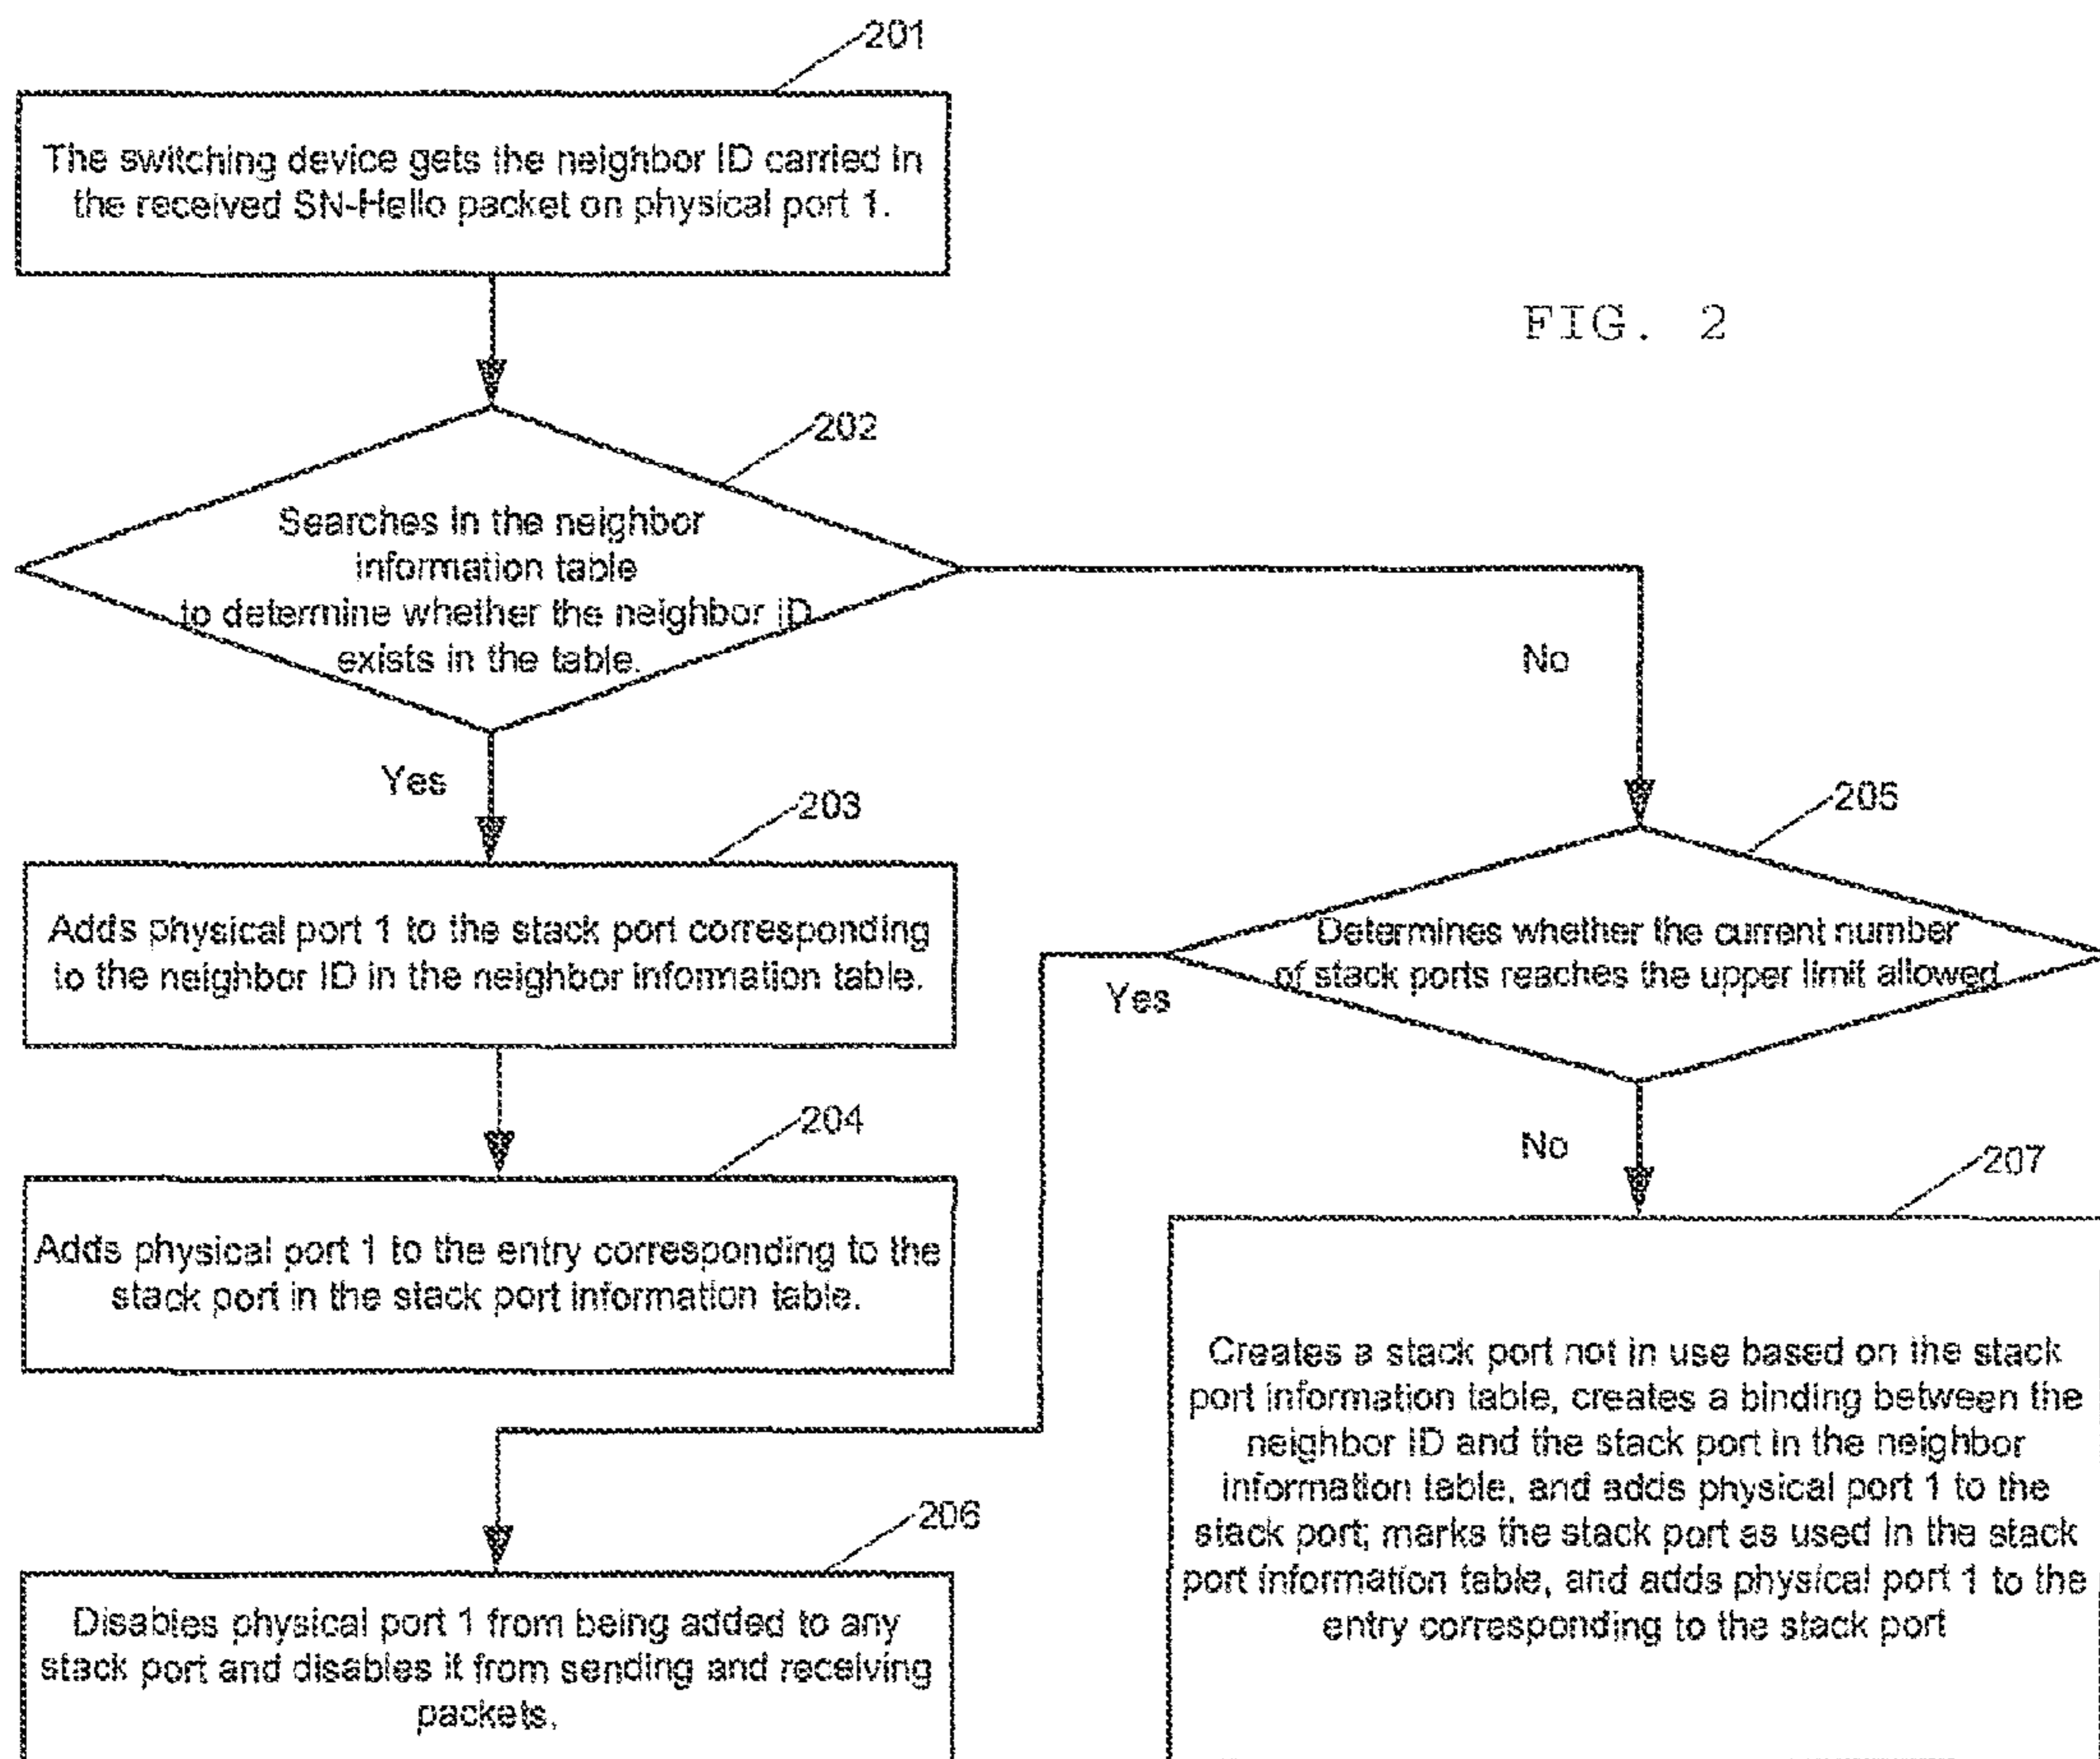 201
The switching device gets the neighbor ID carried in
the received SN-Hello packet on physical port 1.
FIG. 2
202
Searches in the neighbor
information table
to determine whether the neighbor ID
exists in the table.
No
Yes
203
205
Adds physical port 1 to the stack port corresponding
to the neighbor ID in the neighbor information table.
Determines whether the current number
of stack ports reaches the upper limit allowed
Yes
204
No
207
Adds physical port 1 to the entry corresponding to the
stack port in the stack port information table.
Creates a stack port not in use based on the stack
port information table, creates a binding between the
neighbor ID and the stack port in the neighbor
information table, and adds physical port 1 to the
stack port; marks the stack port as used in the stack
port information table, and adds physical port 1 to the
entry corresponding to the stack port
206
Disables physical port 1 from being added to any
stack port and disables it from sending and receiving
packets.